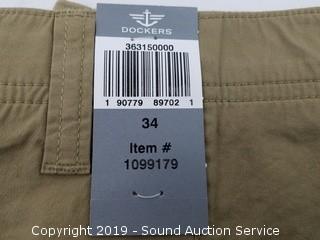 DOCKERS
363150000
1 90779 89702 1
34
Item #
1099179
Copyright 2019 - Sound Auction Service